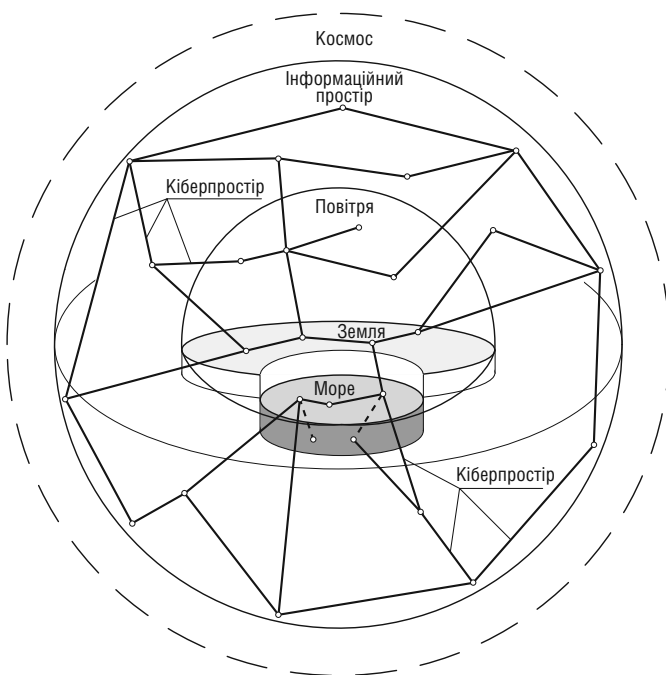 Космос
Інформаційний
простір
Кіберпростір
Повітря
Земля
Море
Кіберпростір